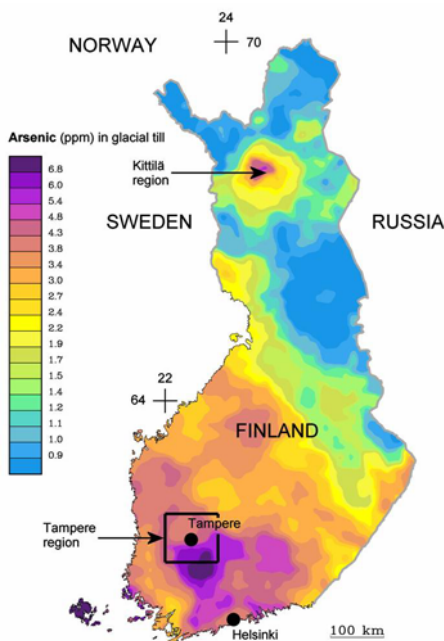 24
NORWAY
70
Arsenic (ppm) in glacial till
6.8
6.0
5.4
4.8
4.3
3.8
3.4
3.0
2.7
2.4
2.2
1.9
1.7
1.4
1.2
1.1
1.0
0.9
Kittilä
region
SWEDEN
RUSSIA
22
64
FINLAND
Tampere
Tampere
region
Helsinki
100 km